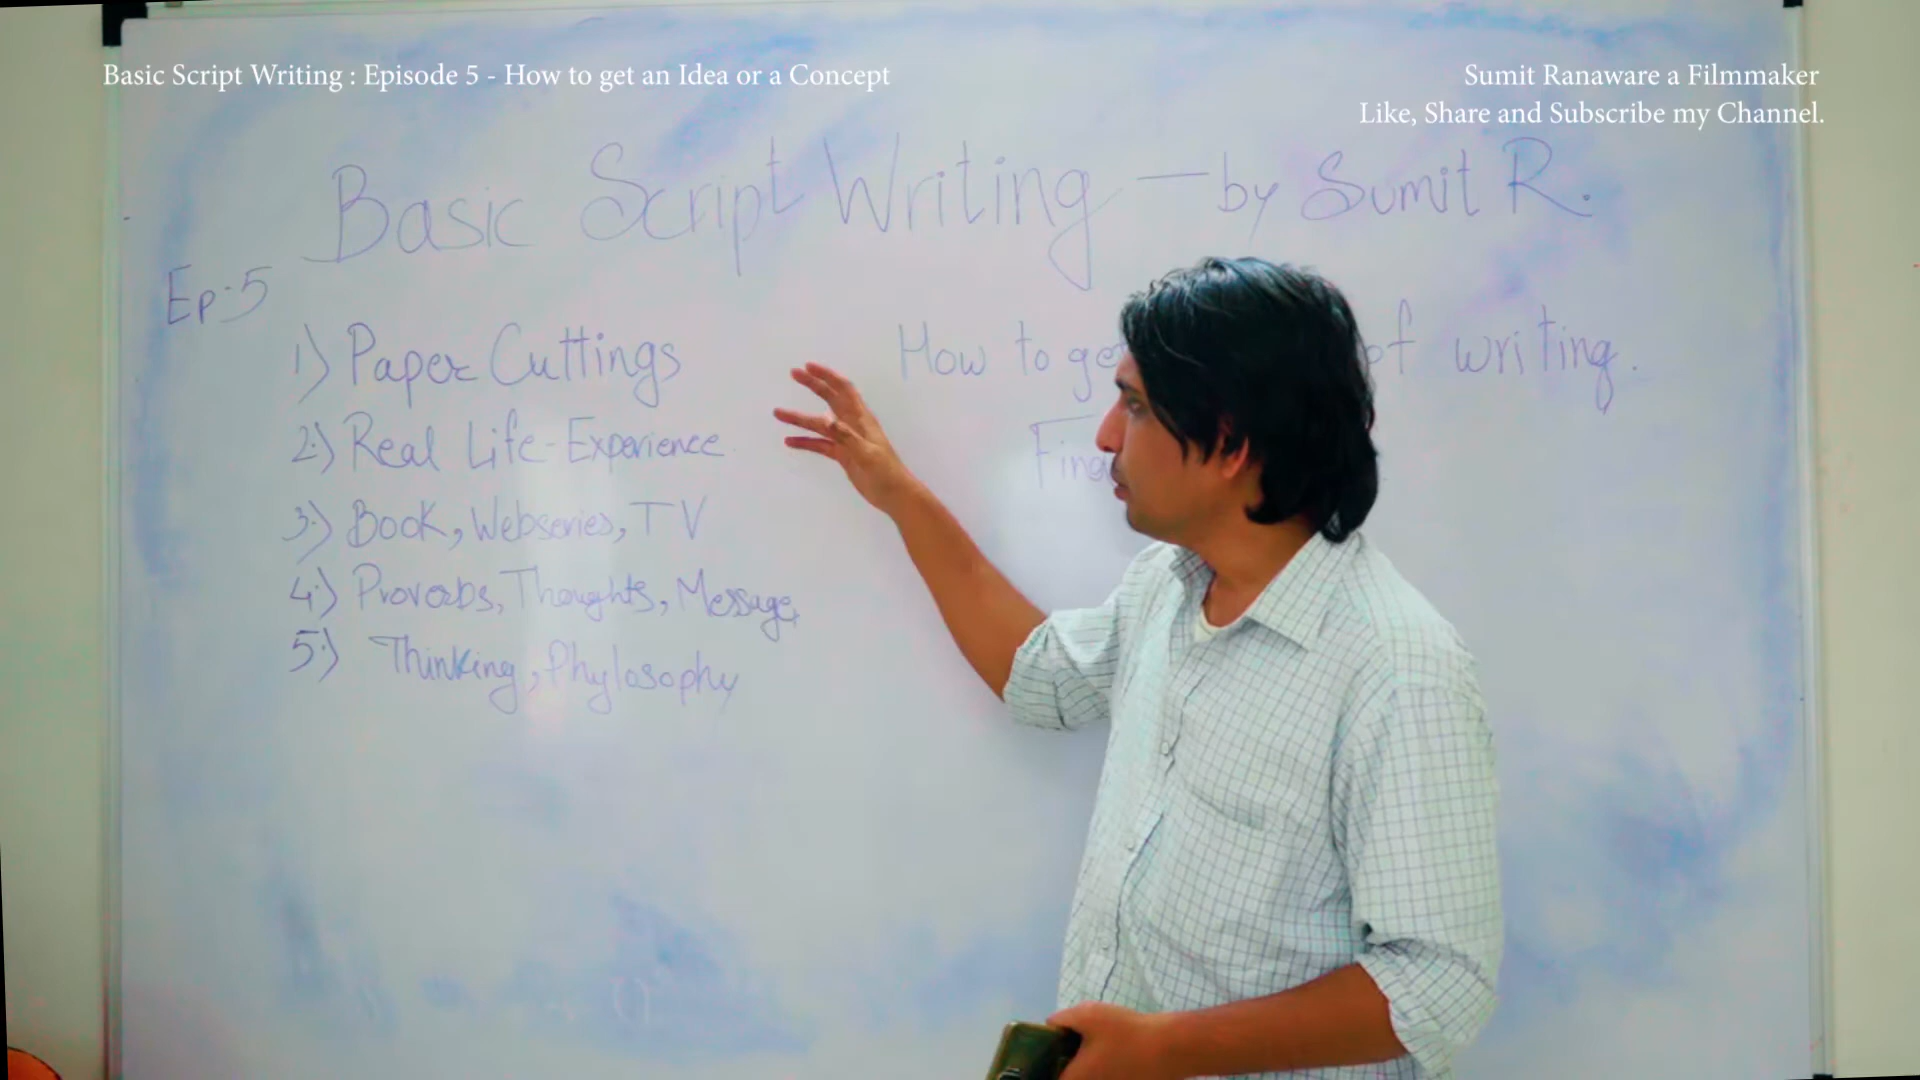 Basic Script Writing : Episode 5 - How to get an Idea or a Concept
Sumit Ranaware a Filmmaker
Like, Share and Subscribe my Channel.
Basic Script Writing - by Sumit R.
Ep. 5
1) Paper Cuttings
2) Real Life-Experience
3) Book, Webseries, TV
4) Proverbs, Thoughts, Message,
5) Thinking, Phylosophy
How to get of writing.